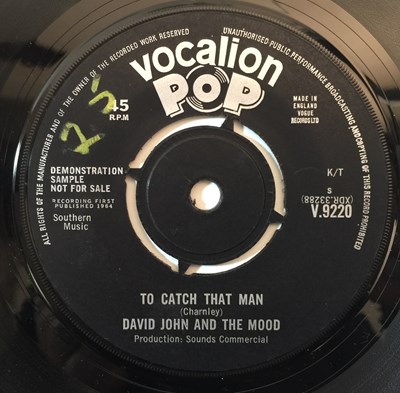 ALL RIGHTS OF THE MANUFACTURER AND OF THE OWNER OF THE RECORDED WORK RESERVED
UNAUTHORISED PUBLIC PERFORMANCE BROADCASTING AND COPYING OF THIS RECORD PROHIBITED
vocalion
POP
45
R.P.M
MADE IN
ENGLAND
VOGUE
RECORDS LTD
DEMONSTRATION
SAMPLE
NOT FOR SALE
RECORDING FIRST
PUBLISHED 1964
Southern
Music
K/T
S
(XDR.33288)
V.9220
TO CATCH THAT MAN
(Charnley)
DAVID JOHN AND THE MOOD
Production: Sounds Commercial